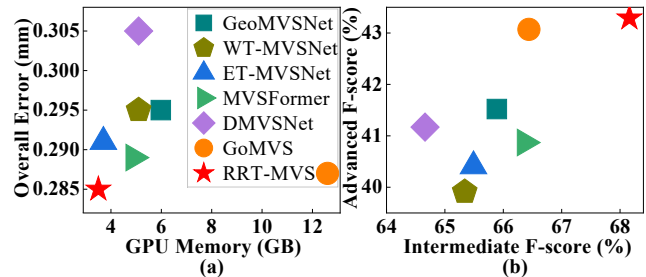 Overall Error (mm)
0.305
0.300
0.295
0.290
0.285
GeoMVSNet
WT-MVSNet
ET-MVSNet
MVSFormer
DMVSNet
GoMVS
RRT-MVS
4 6 8 10 12
GPU Memory (GB)
(a)
Advanced F-score (%)
43
42
41
40
64 65 66 67 68
Intermediate F-score (%)
(b)